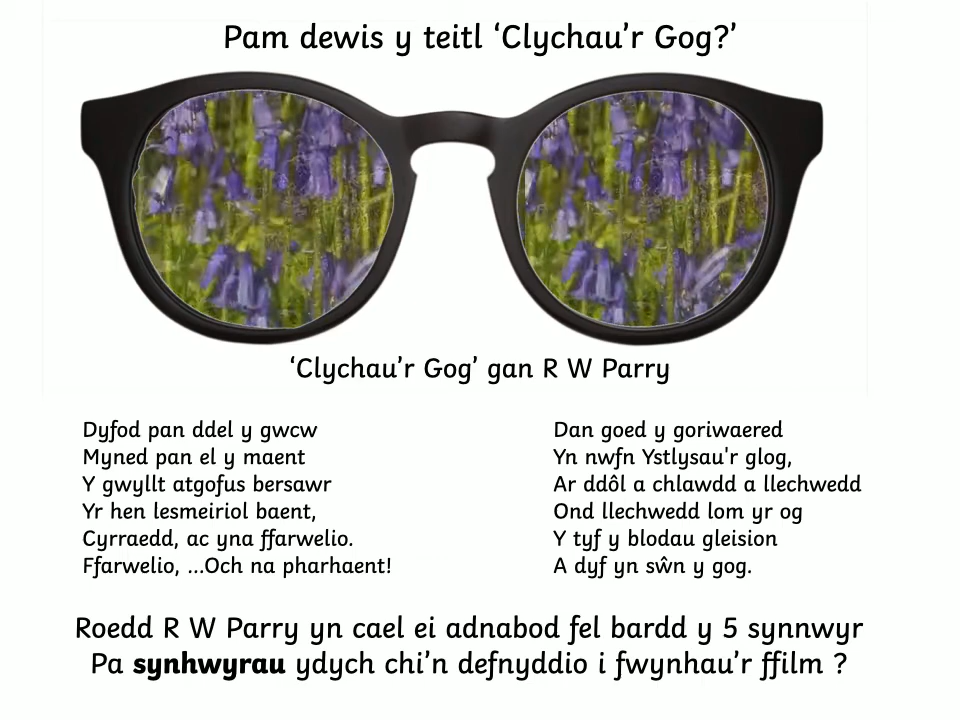 Pam dewis y teitl ‘Clychau’r Gog?’
‘Clychau’r Gog’ gan R W Parry
Dyfod pan ddel y gwcw
Myned pan el y maent
Y gwyllt atgofus bersawr
Yr hen lesmeiriol baent,
Cyrraedd, ac yna ffarwelio.
Ffarwelio, ...Och na pharhaent!
Dan goed y goriwaered
Yn nwfn Ystlysau'r glog,
Ar ddôl a chlawdd a llechwedd
Ond llechwedd lom yr og
Y tyf y blodau gleision
A dyf yn sŵn y gog.
Roedd R W Parry yn cael ei adnabod fel bardd y 5 synnwyr
Pa synhwyrau ydych chi’n defnyddio i fwynhau’r ffilm ?